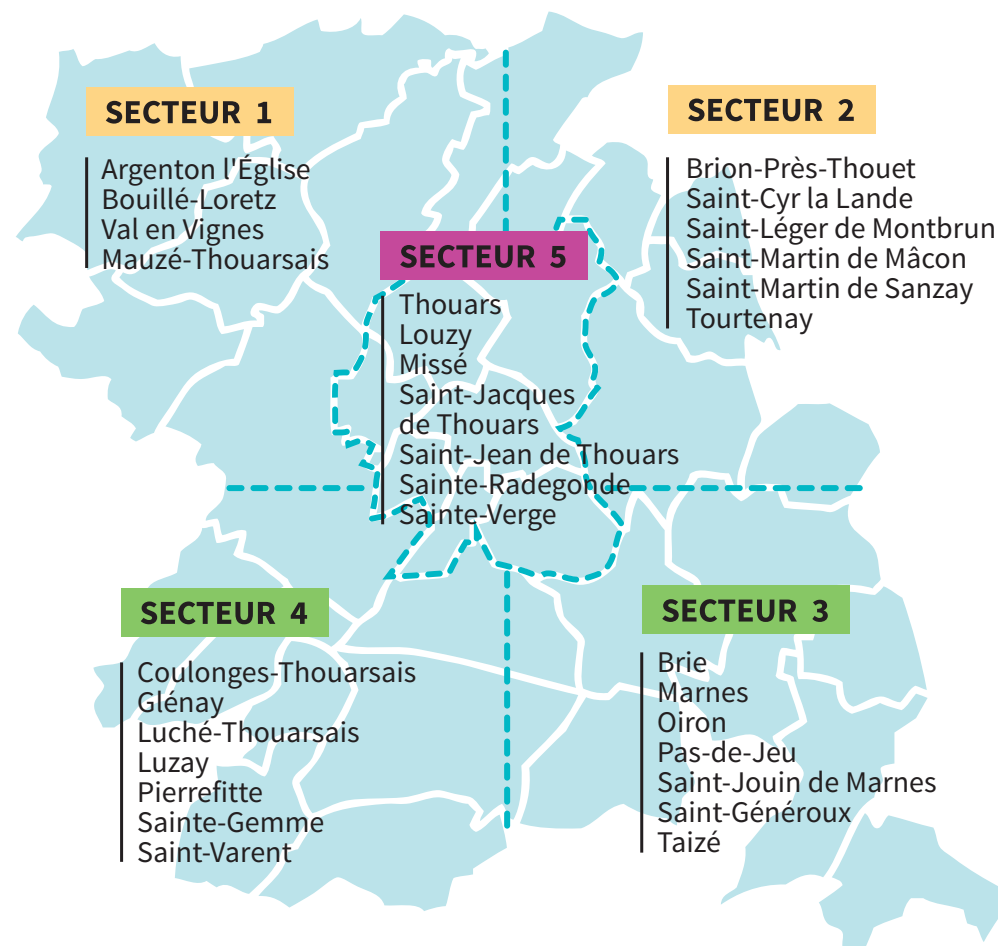 SECTEUR 1
Argenton l'Église
Bouillé-Loretz
Val en Vignes
Mauzé-Thouarsais
SECTEUR 2
Brion-Près-Thouet
Saint-Cyr la Lande
Saint-Léger de Montbrun
Saint-Martin de Mâcon
Saint-Martin de Sanzay
Tourtenay
SECTEUR 5
Thouars
Louzy
Missé
Saint-Jacques
de Thouars
Saint-Jean de Thouars
Sainte-Radegonde
Sainte-Verge
SECTEUR 4
Coulonges-Thouarsais
Glénay
Luché-Thouarsais
Luzay
Pierrefitte
Sainte-Gemme
Saint-Varent
SECTEUR 3
Brie
Marnes
Oiron
Pas-de-Jeu
Saint-Jouin de Marnes
Saint-Généroux
Taizé